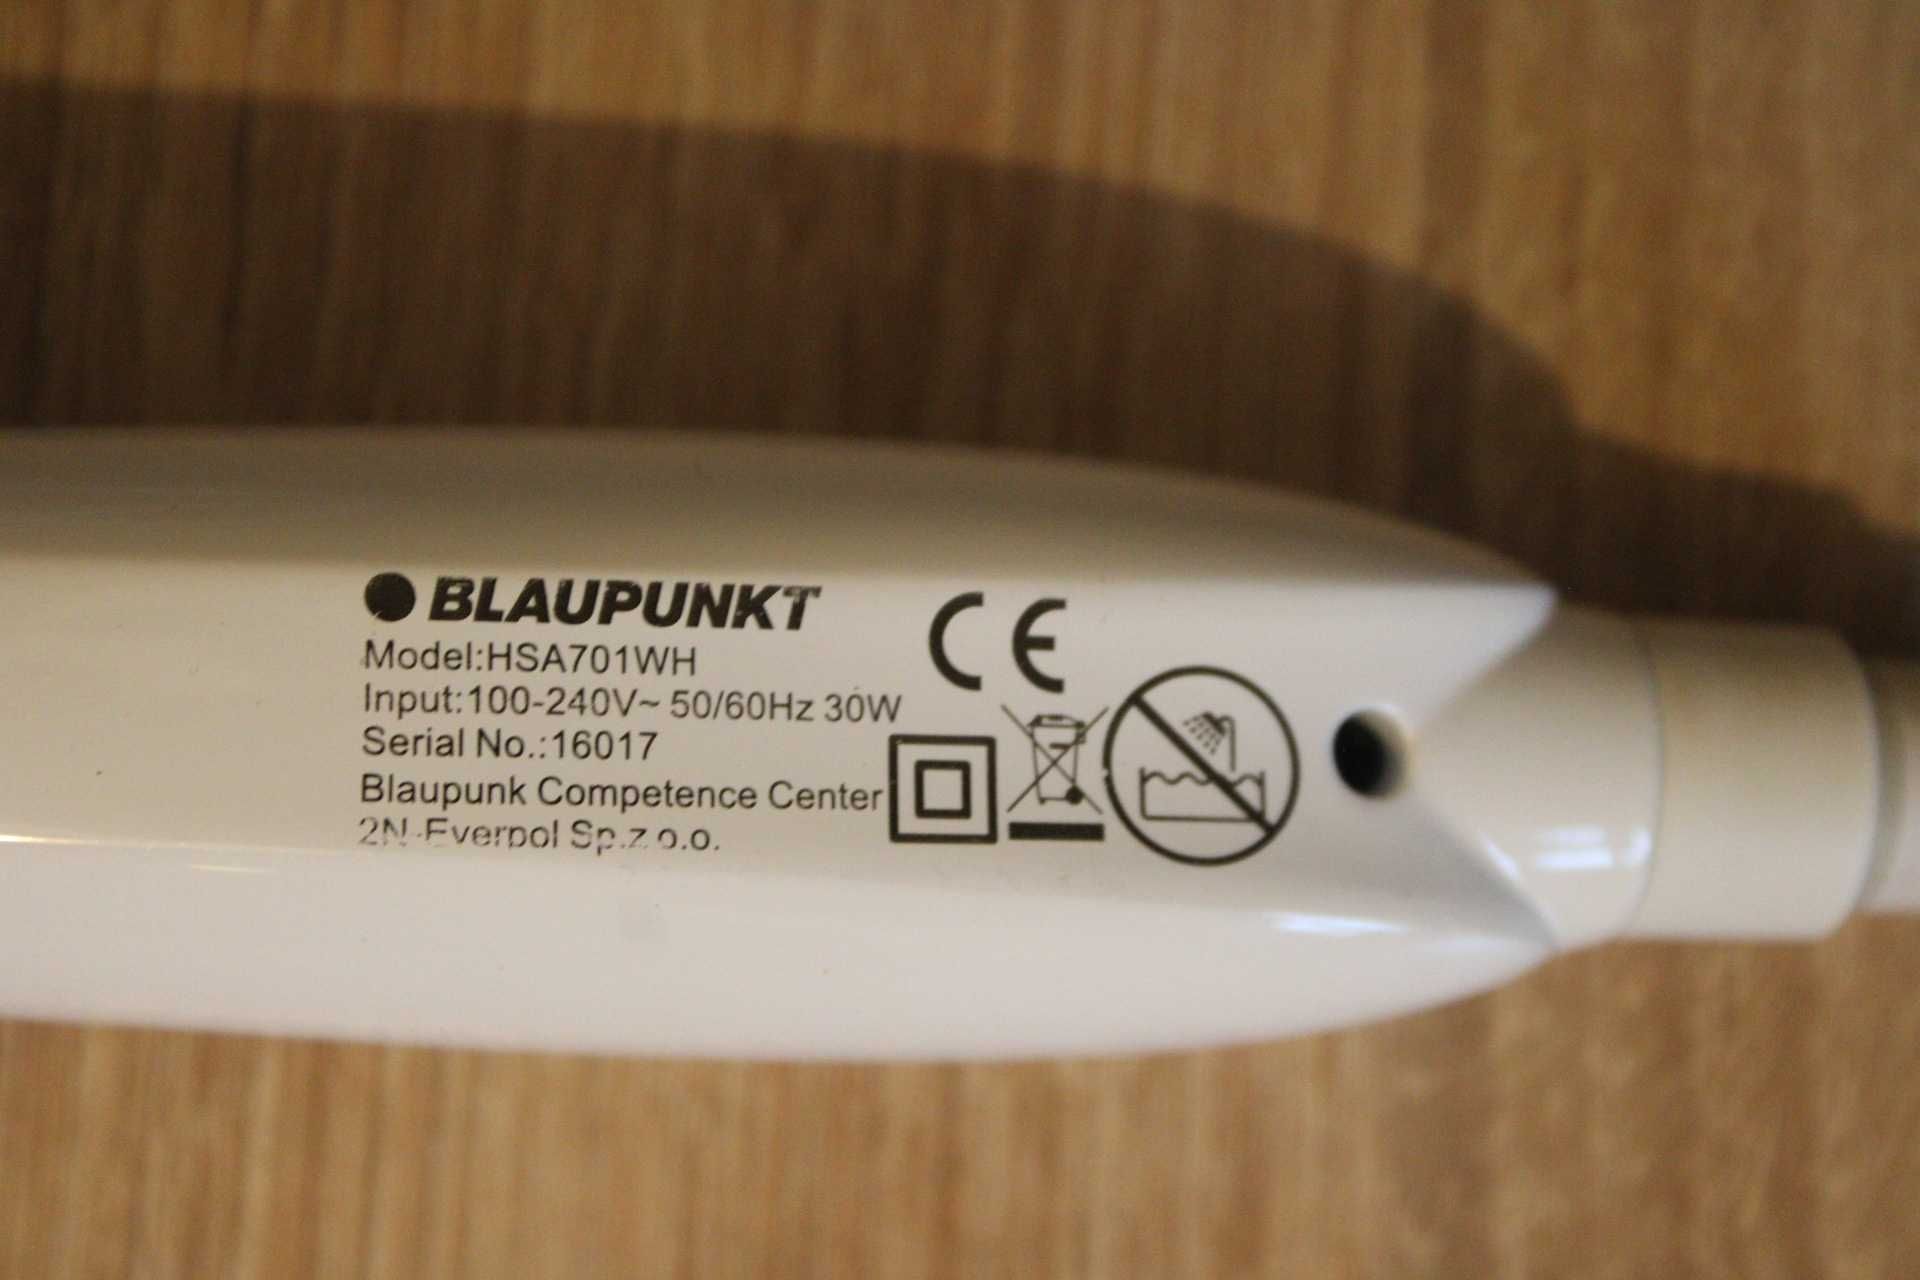 BLAUPUNKT
Model:HSA701WH
Input:100-240V~ 50/60Hz 30W
Serial No.:16017
Blaupunk Competence Center
2N-Everpol Sp.z o.o.
CE